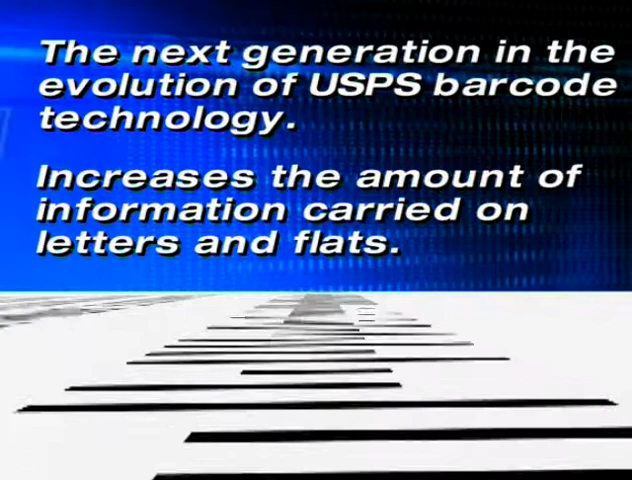 The next generation in the
evolution of USPS barcode
technology.
Increases the amount of
information carried on
letters and flats.